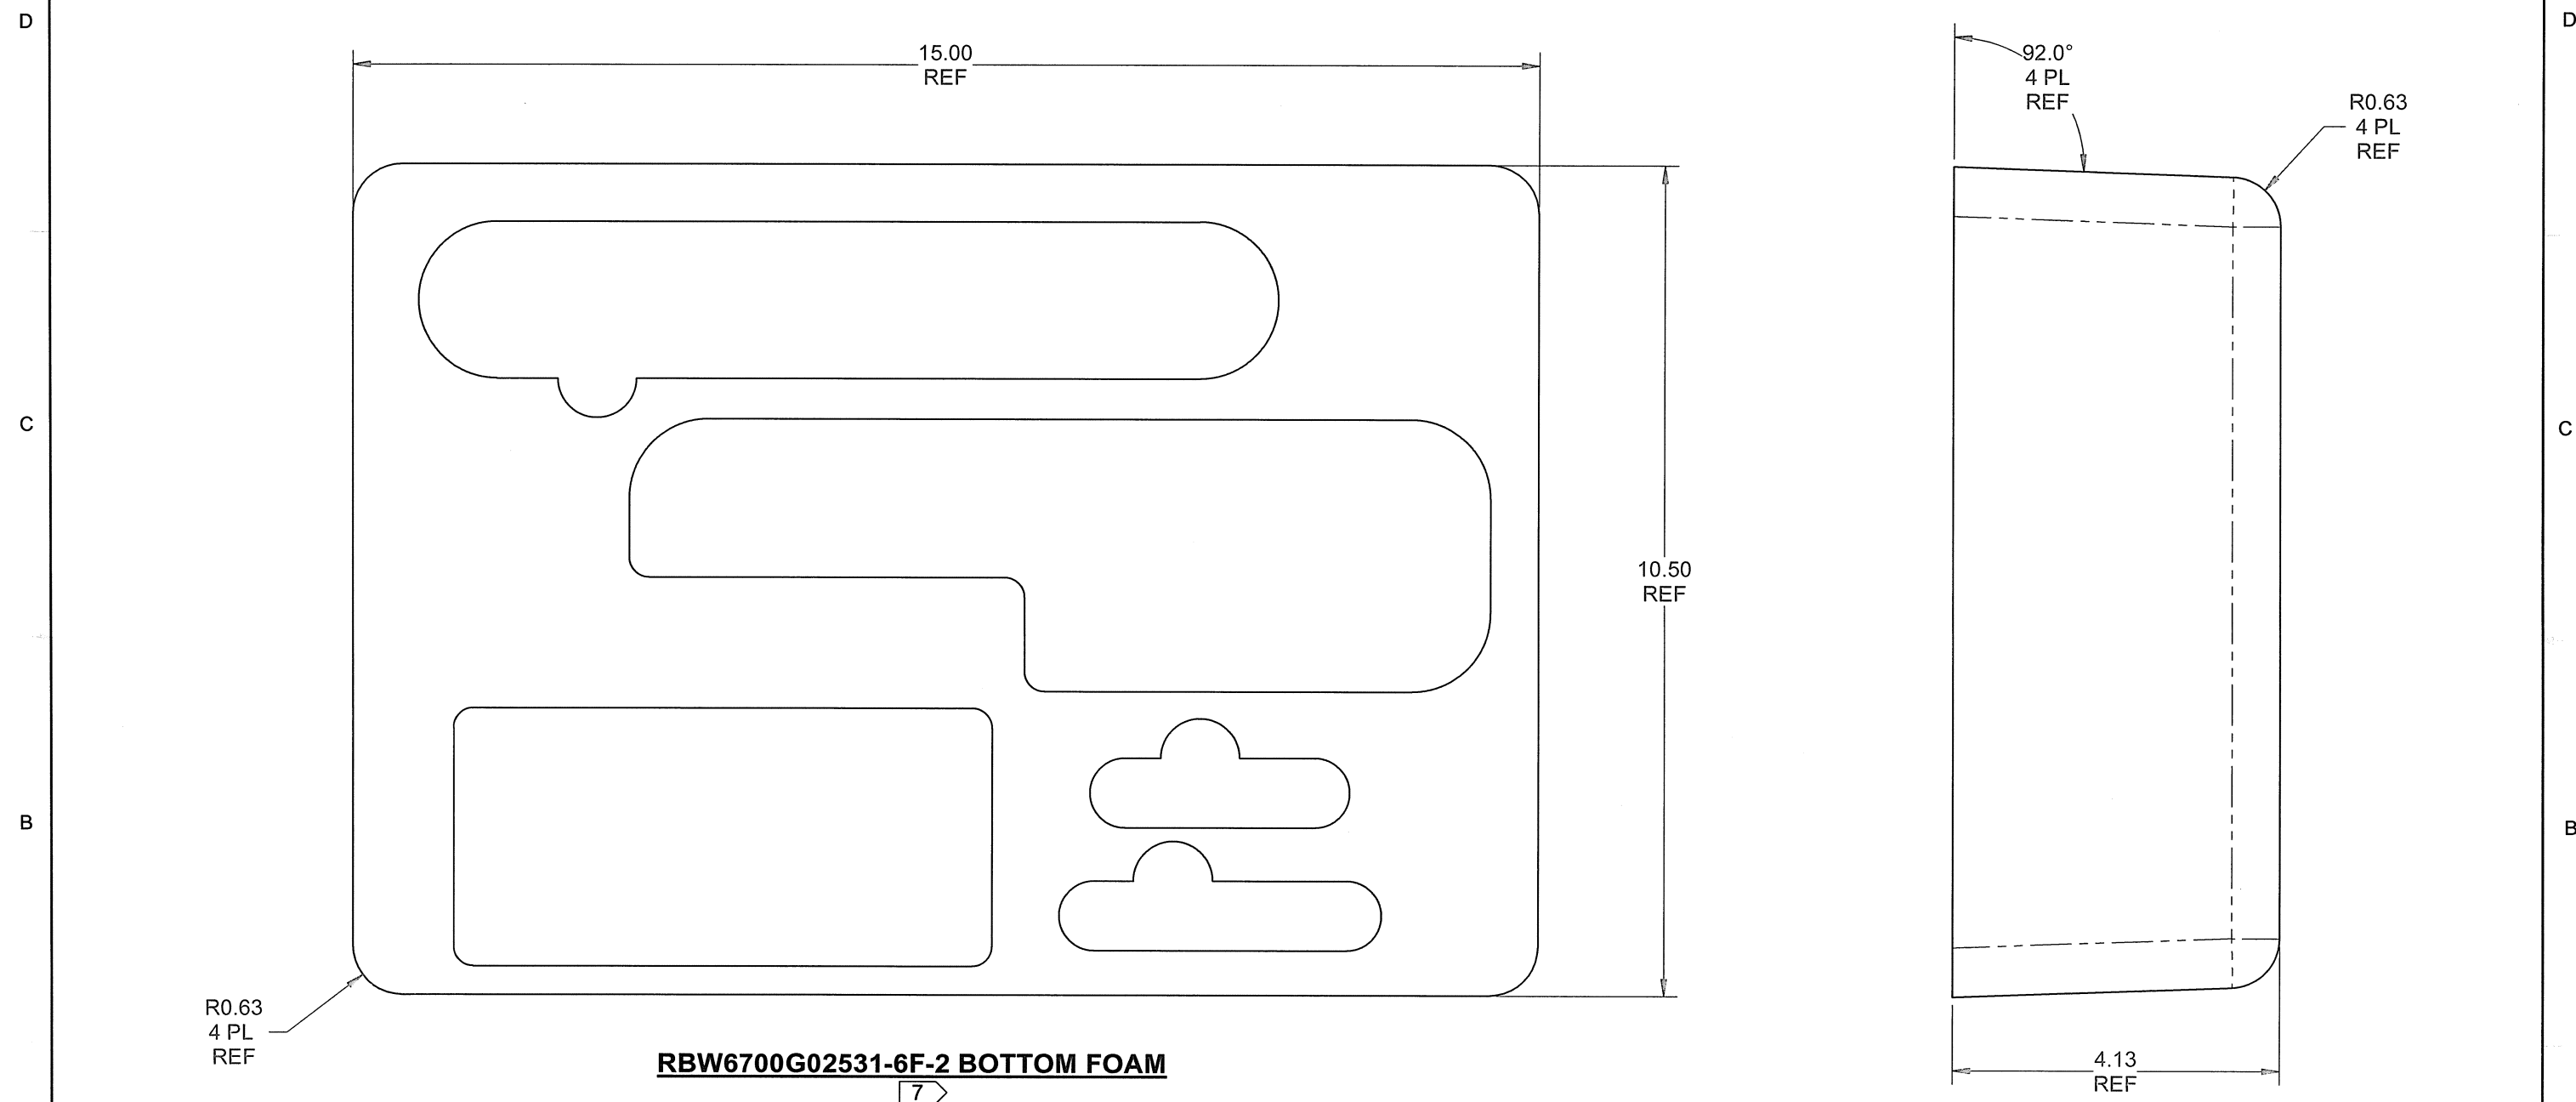 D
D
15.00
REF
92.0°
4 PL
REF
R0.63
4 PL
REF
C
C
10.50
REF
B
B
R0.63
4 PL
REF
RBW6700G02531-6F-2 BOTTOM FOAM
7
4.13
REF